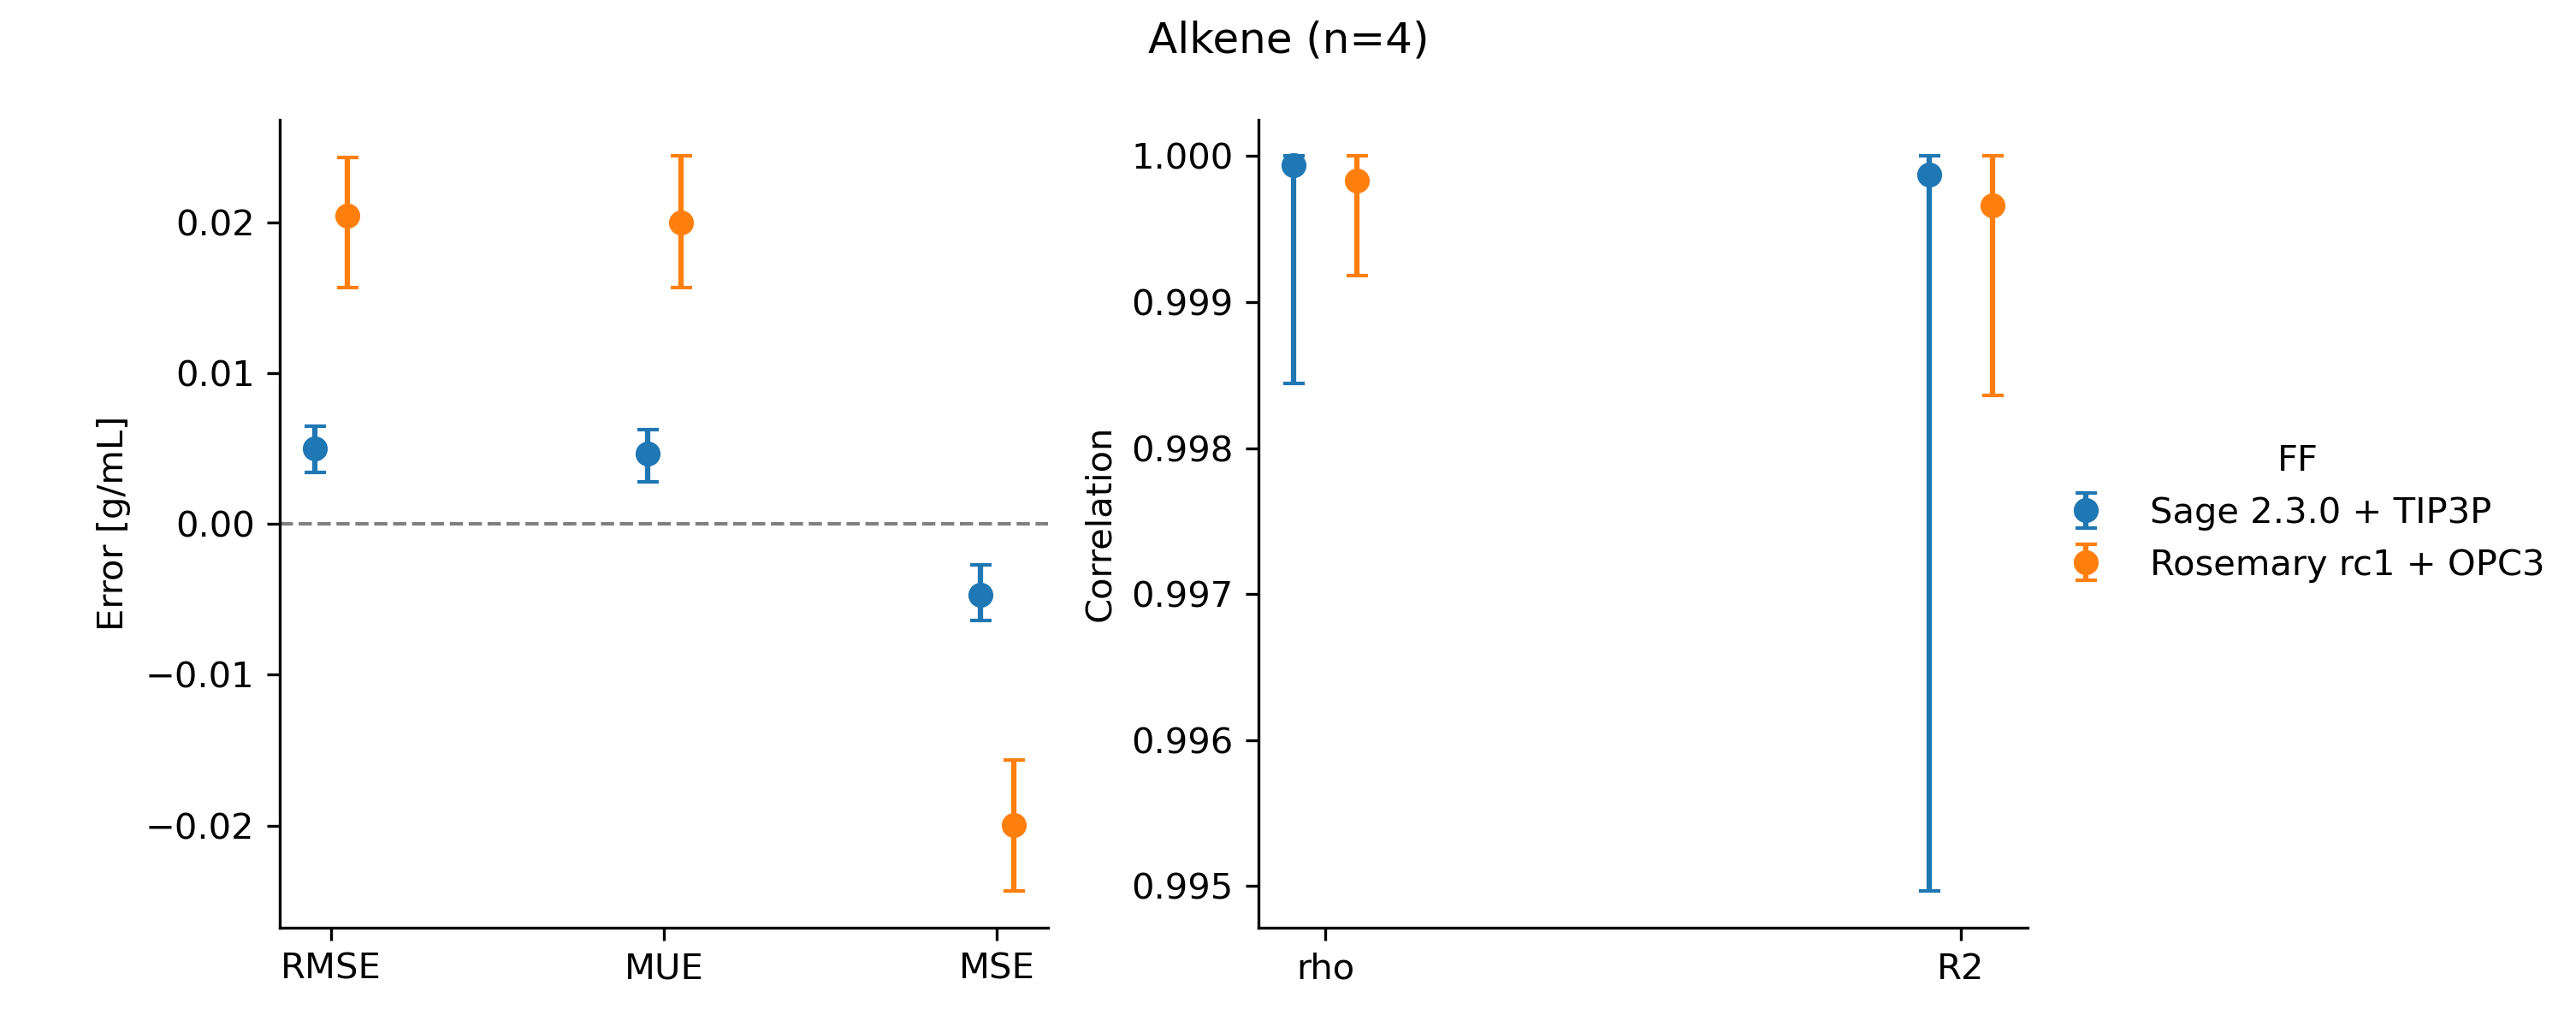 Alkene (n=4)
Error [g/mL]
0.02
0.01
0.00
−0.01
−0.02
RMSE
MUE
MSE
Correlation
1.000
0.999
0.998
0.997
0.996
0.995
rho
R2
FF
Sage 2.3.0 + TIP3P
Rosemary rc1 + OPC3